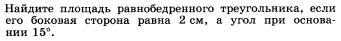 Найдите площадь равнобедренного треугольника, если
его боковая сторона равна 2 см, а угол при основа-
нии 15°.